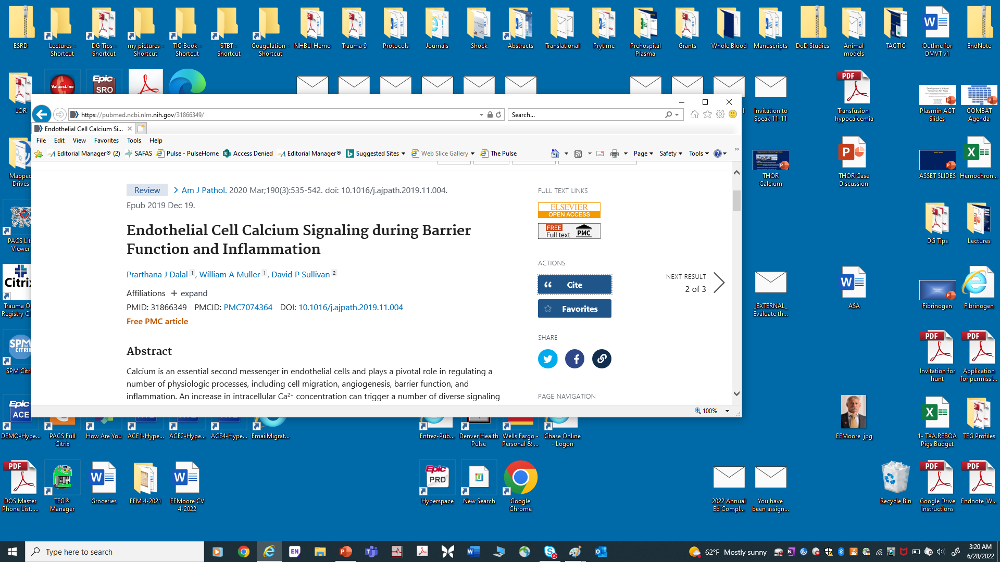 ESRD
Lectures - Shortcut
DG Tips - Shortcut
my pictures - Shortcut
TIC Book - Shortcut
STBT - Shortcut
Coagulation - Shortcut
NHBLI Hemo
Trauma 9
Protocols
Journals
Shock
Abstracts
Translational
Prytime
Prehospital Plasma
Grants
Whole Blood
Manuscripts
DoD Studies
Animal models
TACTIC
Outline for DMVT v1
EndNote
LOR
ValuesLine
Epic SRO
Invitation to Speak 11-11
PDF
Transfusion hypocalcemia
Plasmin ACT Slides
COMBAT Agenda
https://pubmed.ncbi.nlm.nih.gov/31866349/
Search...
Endothelial Cell Calcium Si...
File Edit View Favorites Tools Help
Editorial Manager® (2) SAFAS Pulse - PulseHome Access Denied Editorial Manager® Suggested Sites Web Slice Gallery The Pulse
Page Safety Tools
Mapped Drives
THOR Calcium
THOR Case Discussion
ASSET SLIDES
Hemochron...
Review Am J Pathol. 2020 Mar;190(3):535-542. doi: 10.1016/j.ajpath.2019.11.004.
Epub 2019 Dec 19.
Endothelial Cell Calcium Signaling during Barrier
Function and Inflammation
Prarthana J Dalal 1, William A Muller 1, David P Sullivan 2
Affiliations + expand
PMID: 31866349 PMCID: PMC7074364 DOI: 10.1016/j.ajpath.2019.11.004
Free PMC article
Abstract
Calcium is an essential second messenger in endothelial cells and plays a pivotal role in regulating a
number of physiologic processes, including cell migration, angiogenesis, barrier function, and
inflammation. An increase in intracellular Ca²⁺ concentration can trigger a number of diverse signaling
FULL TEXT LINKS
ELSEVIER
OPEN ACCESS
FREE
Full text PMC
ACTIONS
Cite
Favorites
NEXT RESULT
2 of 3
SHARE
PAGE NAVIGATION
100%
PACS Lit
Viewer
DG Tips
Lectures
Citrix
Trauma O
Registry Ci
_EXTERNAL_
Evaluate th...
ASA
Fibrinogen
Fibrinogen
SPM
CITRIX
SPM Citr
PDF
Invitation for hunt
PDF
Application for permissi...
Epic
ACE
DEMO-Hype...
PACS Full Citrix
How Are You
ACE1-Hype...
ACE2-Hype...
ACE4-Hype...
EmailMigrat...
Entrez-Pub...
Denver Health Pulse
Wells Fargo - Personal & ...
Chase Online - Logon
EEMoore jpg
1- TXA.REBOA Pigs Budget
TEG Profiles
PDF
DOS Master Phone List. ...
TEG® Manager
Groceries
EEM 4-2021
EEMoore CV 4-2022
Epic
PRD
Hyperspace
New Search
Google Chrome
2022 Annual Ed Compl...
You have been assign...
Recycle Bin
PDF
Google Drive Instructions
PDF
Endnote_W...
Type here to search
EN
62°F Mostly sunny
3:20 AM
6/28/2022